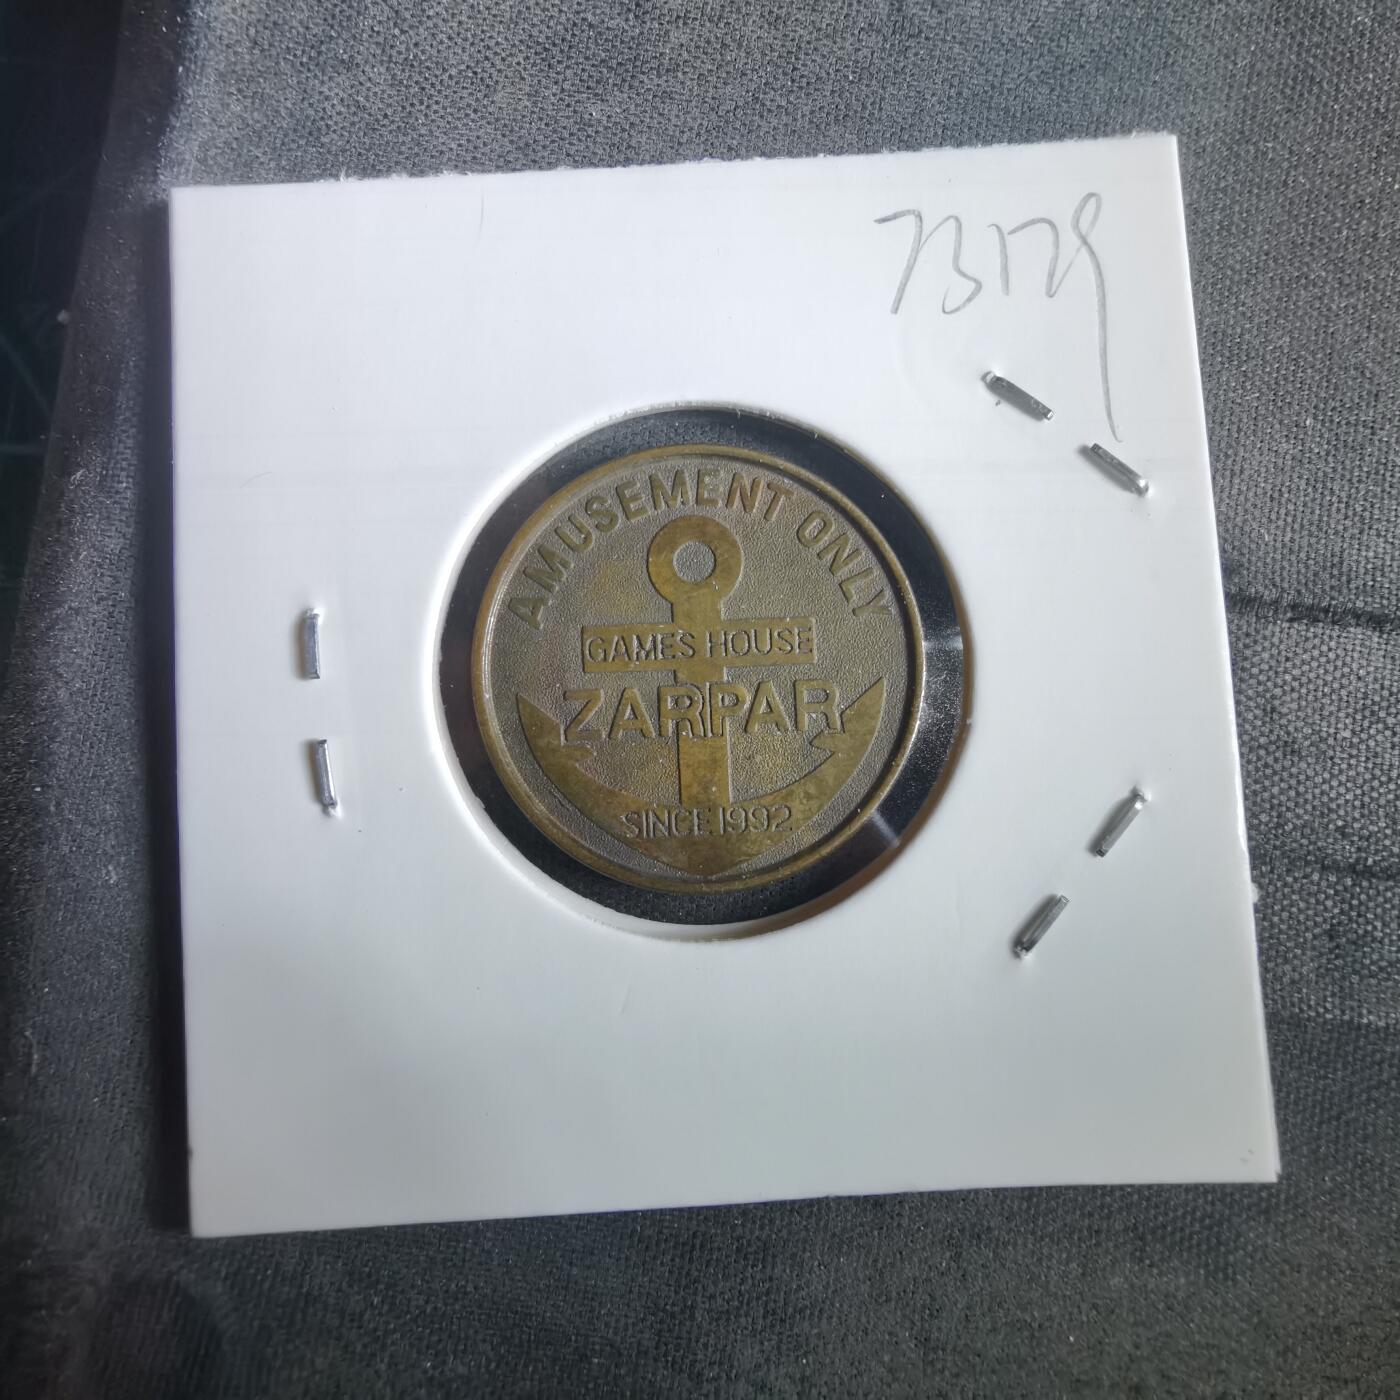 73179
AMUSEMENT ONLY
GAMES HOUSE
ZARPAR
SINCE 1992